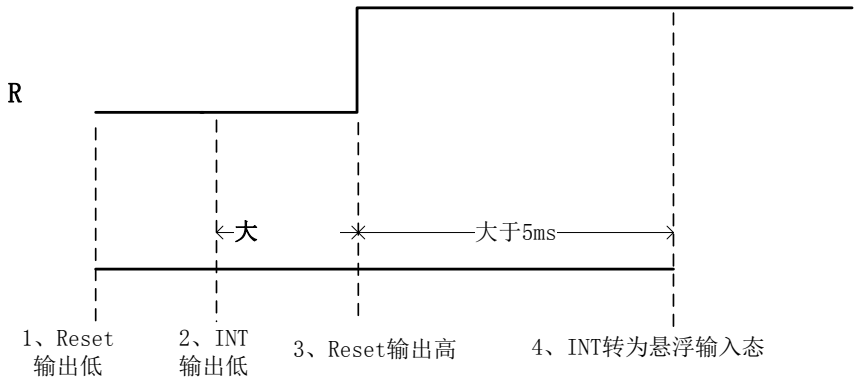 R
大
大于5ms
1、Reset
输出低
2、INT
输出低
3、Reset输出高
4、INT转为悬浮输入态